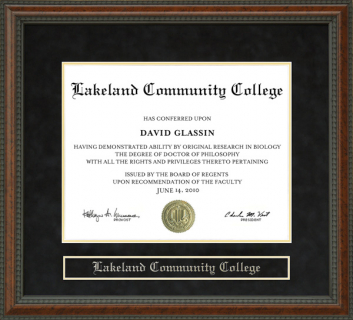 Lakeland Community College
HAS CONFERRED UPON
DAVID GLASSIN
HAVING DEMONSTRATED ABILITY BY ORIGINAL RESEARCH IN BIOLOGY
THE DEGREE OF DOCTOR OF PHILOSOPHY
WITH ALL THE RIGHTS AND PRIVILEGES THERETO PERTAINING
ISSUED BY THE BOARD OF REGENTS
UPON RECOMMENDATION OF THE FACULTY
JUNE 14, 2010
PROVOST
PRESIDENT
Lakeland Community College